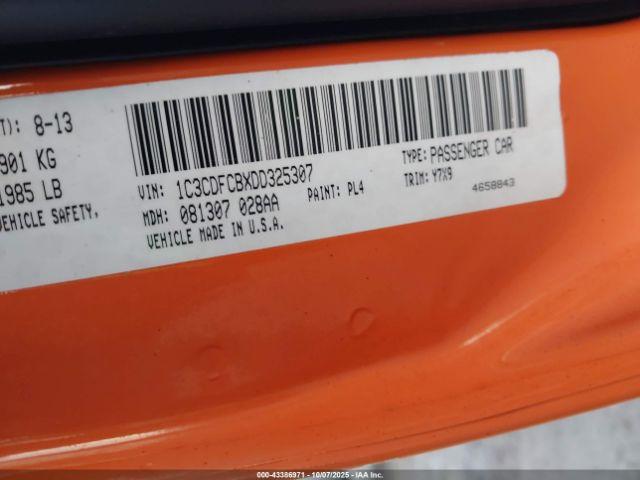 T): 8-13
901 KG
1985 LB
VEHICLE SAFETY,
VIN: 1C3CDFCBXDD325307
TYPE: PASSENGER CAR
MDH: 081307 028AA
PAINT: PL4
TRIM: Y7X9
VEHICLE MADE IN U.S.A.
4658843
000-43386971 | 10/07/2025 | © IAA Inc.